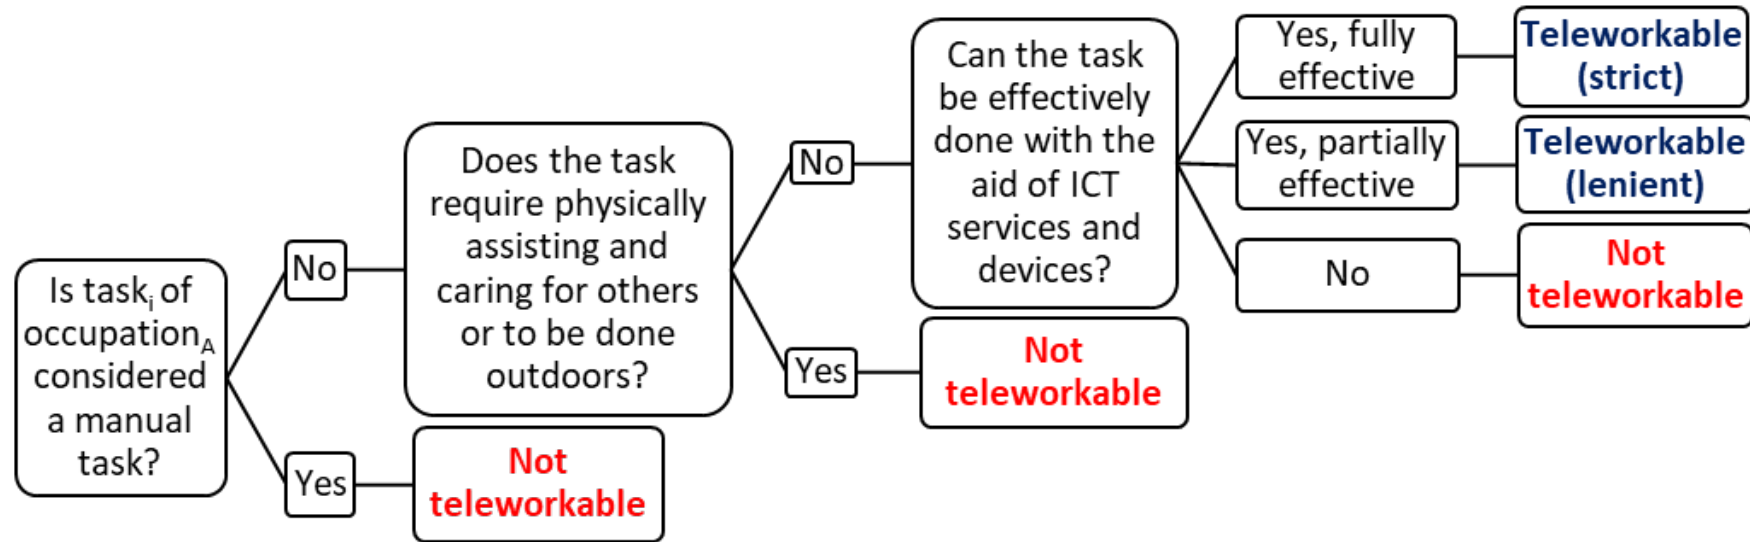 Is taskᵢ of
occupation_A
considered
a manual
task?
No
Yes
Does the task
require physically
assisting and
caring for others
or to be done
outdoors?
Not
teleworkable
No
Yes
Can the task
be effectively
done with the
aid of ICT
services and
devices?
Not
teleworkable
Yes, fully
effective
Teleworkable
(strict)
Yes, partially
effective
Teleworkable
(lenient)
No
Not
teleworkable